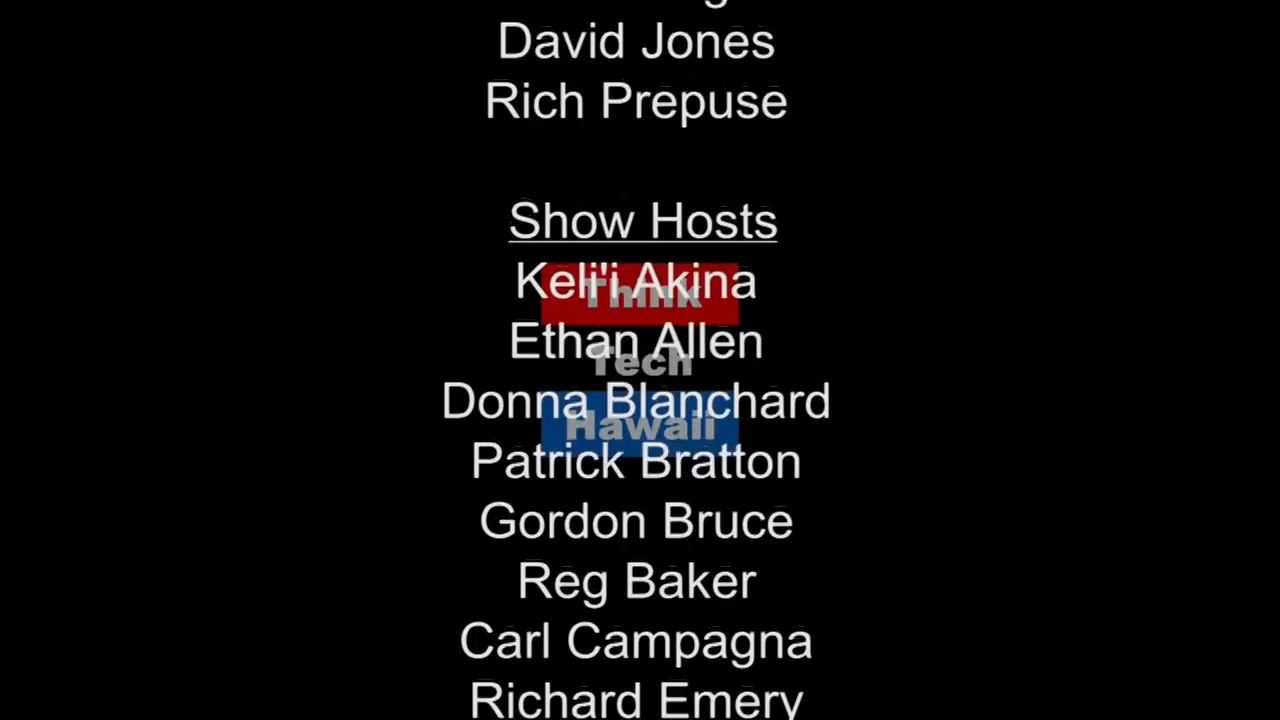 David Jones
Rich Prepuse
Show Hosts
Keli'i Akina
Think
Ethan Allen
Tech
Donna Blanchard
Hawaii
Patrick Bratton
Gordon Bruce
Reg Baker
Carl Campagna
Richard Emery